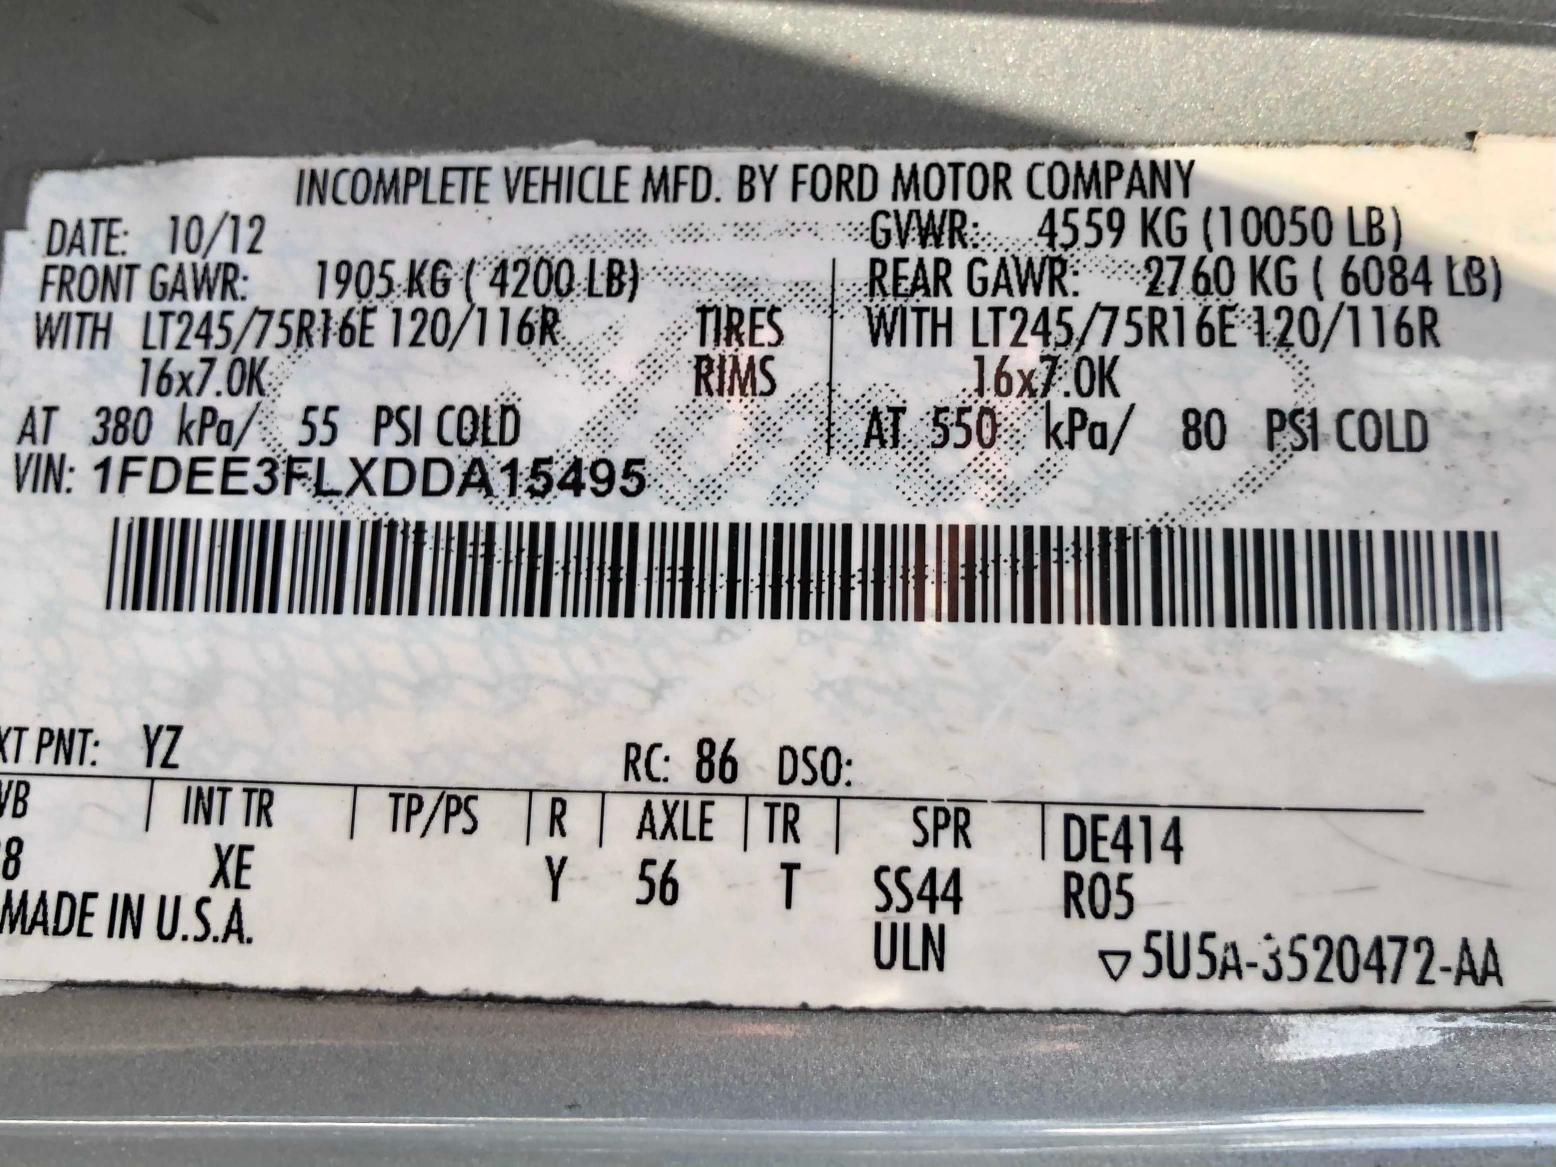 INCOMPLETE VEHICLE MFD. BY FORD MOTOR COMPANY
DATE: 10/12 GVWR: 4559 KG (10050 LB)
FRONT GAWR: 1905 KG ( 4200 LB) REAR GAWR: 2760 KG ( 6084 LB)
WITH LT245/75R16E 120/116R TIRES WITH LT245/75R16E 120/116R
16x7.0K RIMS 16x7.0K
AT 380 kPa/ 55 PSI COLD AT 550 kPa/ 80 PSI COLD
VIN: 1FDEE3FLXDDA15495
XT PNT: YZ RC: 86 DSO:
WB INT TR TP/PS R AXLE TR SPR DE414
8 XE Y 56 T SS44 R05
MADE IN U.S.A. ULN ▽5U5A-3520472-AA